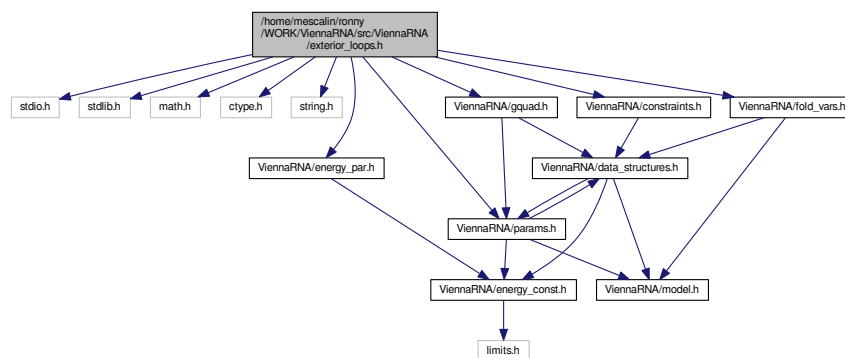 /home/mescalin/ronny
/WORK/ViennaRNA/src/ViennaRNA
/exterior_loops.h
stdio.h
stdlib.h
math.h
ctype.h
string.h
ViennaRNA/gquad.h
ViennaRNA/constraints.h
ViennaRNA/fold_vars.h
ViennaRNA/energy_par.h
ViennaRNA/data_structures.h
ViennaRNA/params.h
ViennaRNA/energy_const.h
ViennaRNA/model.h
limits.h